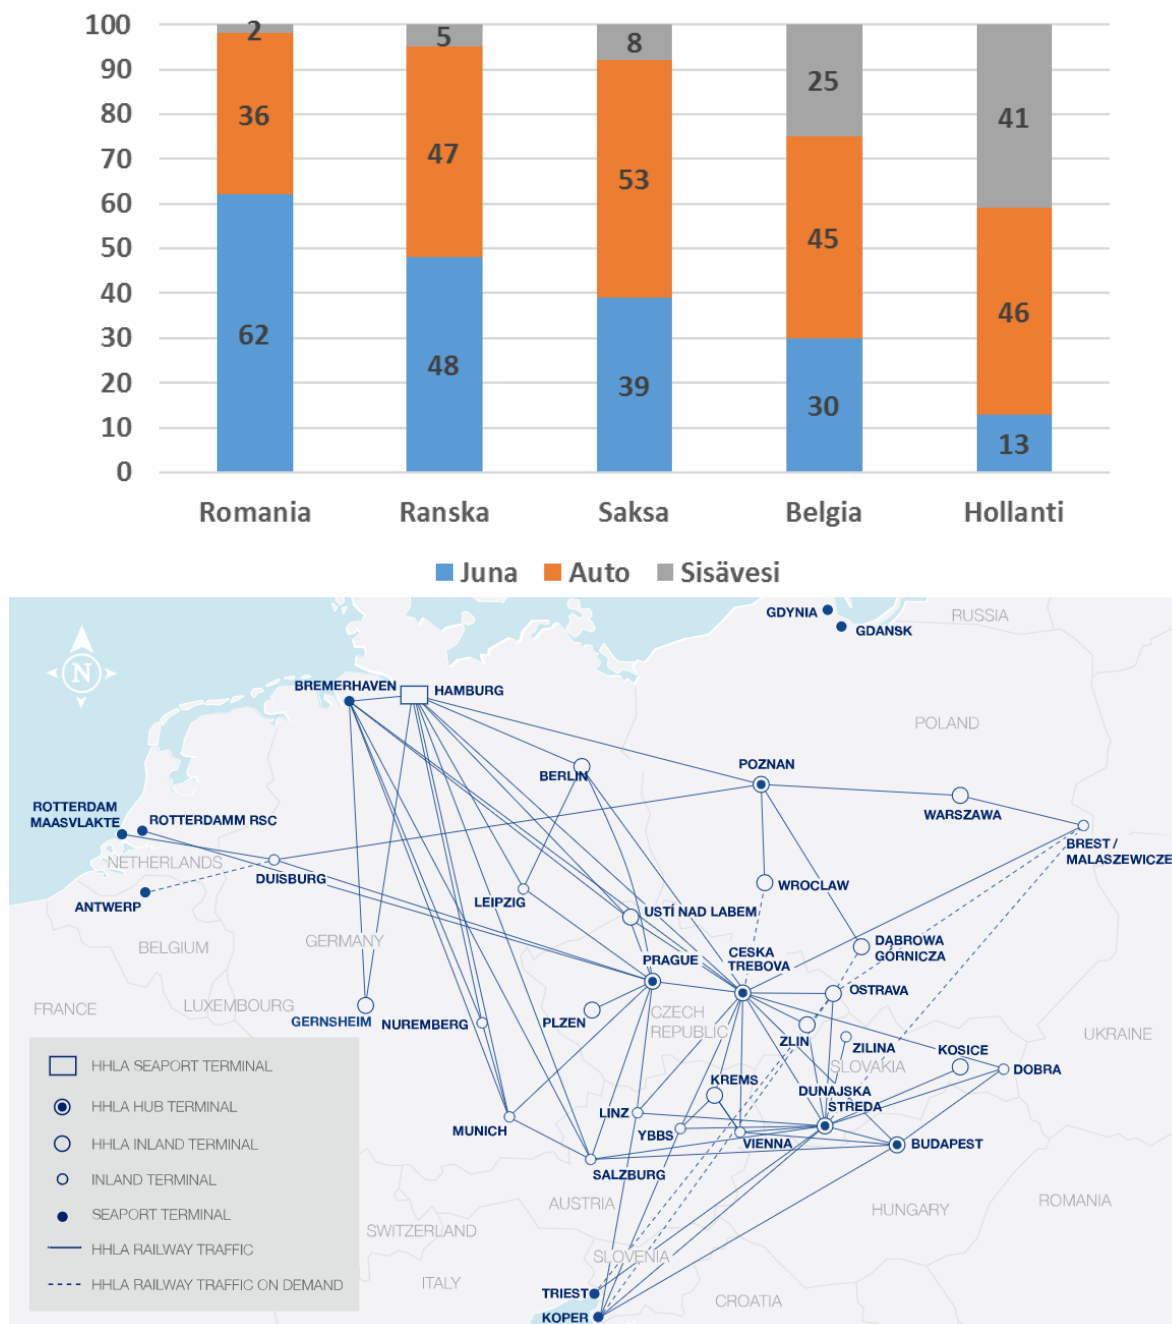 100
90
80
70
60
50
40
30
20
10
0
2 5 8 25 41
36 47 53 45 46
62 48 39 30 13
Romania Ranska Saksa Belgia Hollanti
Juna Auto Sisävesi
N
GDYNIA
GDANSK
RUSSIA
BREMERHAVEN
HAMBURG
POLAND
BERLIN
POZNAN
WARSZAWA
ROTTERDAM
MAASVLAKTE
ROTTERDAMM RSC
BREST /
MALASZEWICZE
NETHERLANDS
DUISBURG
ANTWERP
LEIPZIG
WROCLAW
USTÍ NAD LABEM
BELGIUM
GERMANY
DABROWA
GÓRNICZA
PRAGUE
CESKA
TREBOVA
OSTRAVA
FRANCE
LUXEMBOURG
GERNSHEIM
NUREMBERG
PLZEN
CZECH
REPUBLIC
UKRAINE
ZLIN
ZILINA
SLOVAKIA
KOSICE
DOBRA
KREMS
DUNAJSKA
STREDA
MUNICH
LINZ
YBBS
VIENNA
BUDAPEST
SALZBURG
AUSTRIA
HUNGARY
ROMANIA
SWITZERLAND
SLOVENIA
ITALY
TRIEST
KOPER
CROATIA
HHLA SEAPORT TERMINAL
HHLA HUB TERMINAL
HHLA INLAND TERMINAL
INLAND TERMINAL
SEAPORT TERMINAL
HHLA RAILWAY TRAFFIC
HHLA RAILWAY TRAFFIC ON DEMAND